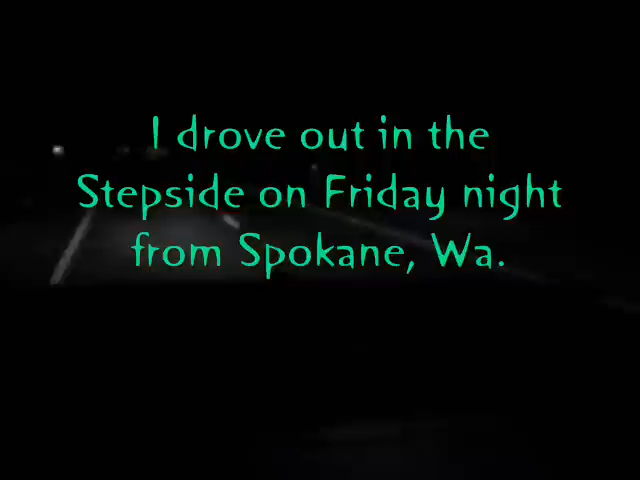 I drove out in the
Stepside on Friday night
from Spokane, Wa.